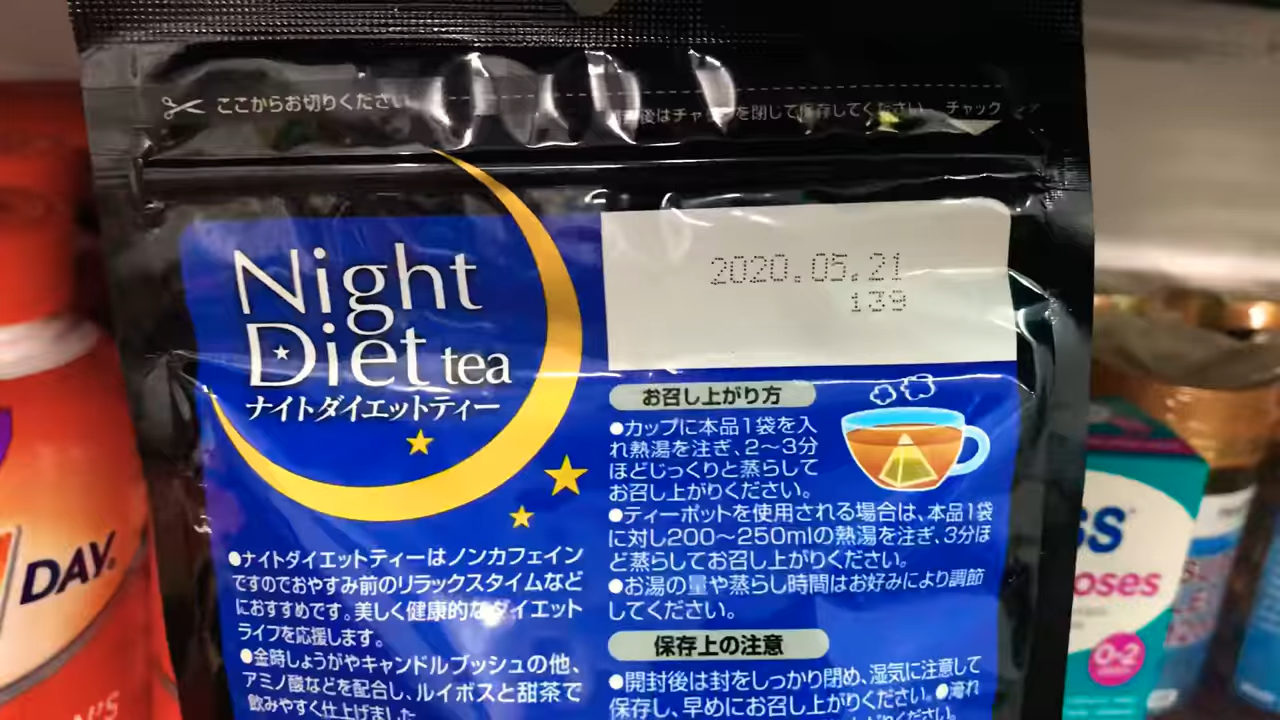 ここからお切りください
後はチャックを閉じて保存してください チャック
Night
Diet tea
ナイトダイエットティー
2020.05.21
139
●ナイトダイエットティーはノンカフェイン
ですのでおやすみ前のリラックスタイムなど
におすすめです。美しく健康的なダイエット
ライフを応援します。
●金時しょうがやキャンドルブッシュの他、
アミノ酸などを配合し、ルイボスと甜茶で
飲みやすく仕上げました
お召し上がり方
●カップに本品1袋を入
れ熱湯を注ぎ、2〜3分
ほどじっくりと蒸らして
お召し上がりください。
●ティーポットを使用される場合は、本品1袋
に対し200〜250mlの熱湯を注ぎ、3分ほ
ど蒸らしてお召し上がりください。
●お湯の量や蒸らし時間はお好みにより調節
してください。
保存上の注意
●開封後は封をしっかり閉め、湿気に注意して
保存し、早めにお召し上がりください。●濡れ
DAY.
N'S
SS
oses
0-2